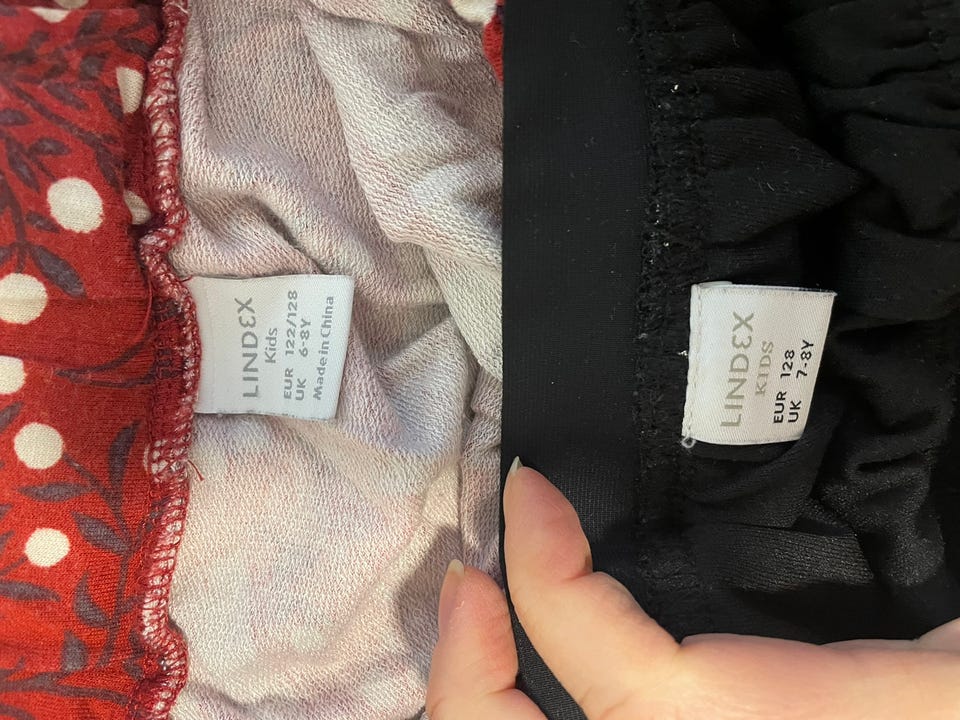 LINDEX
Kids
EUR 122/128
UK 6-8Y
Made in China
LINDEX
KIDS
EUR 128
UK 7-8Y